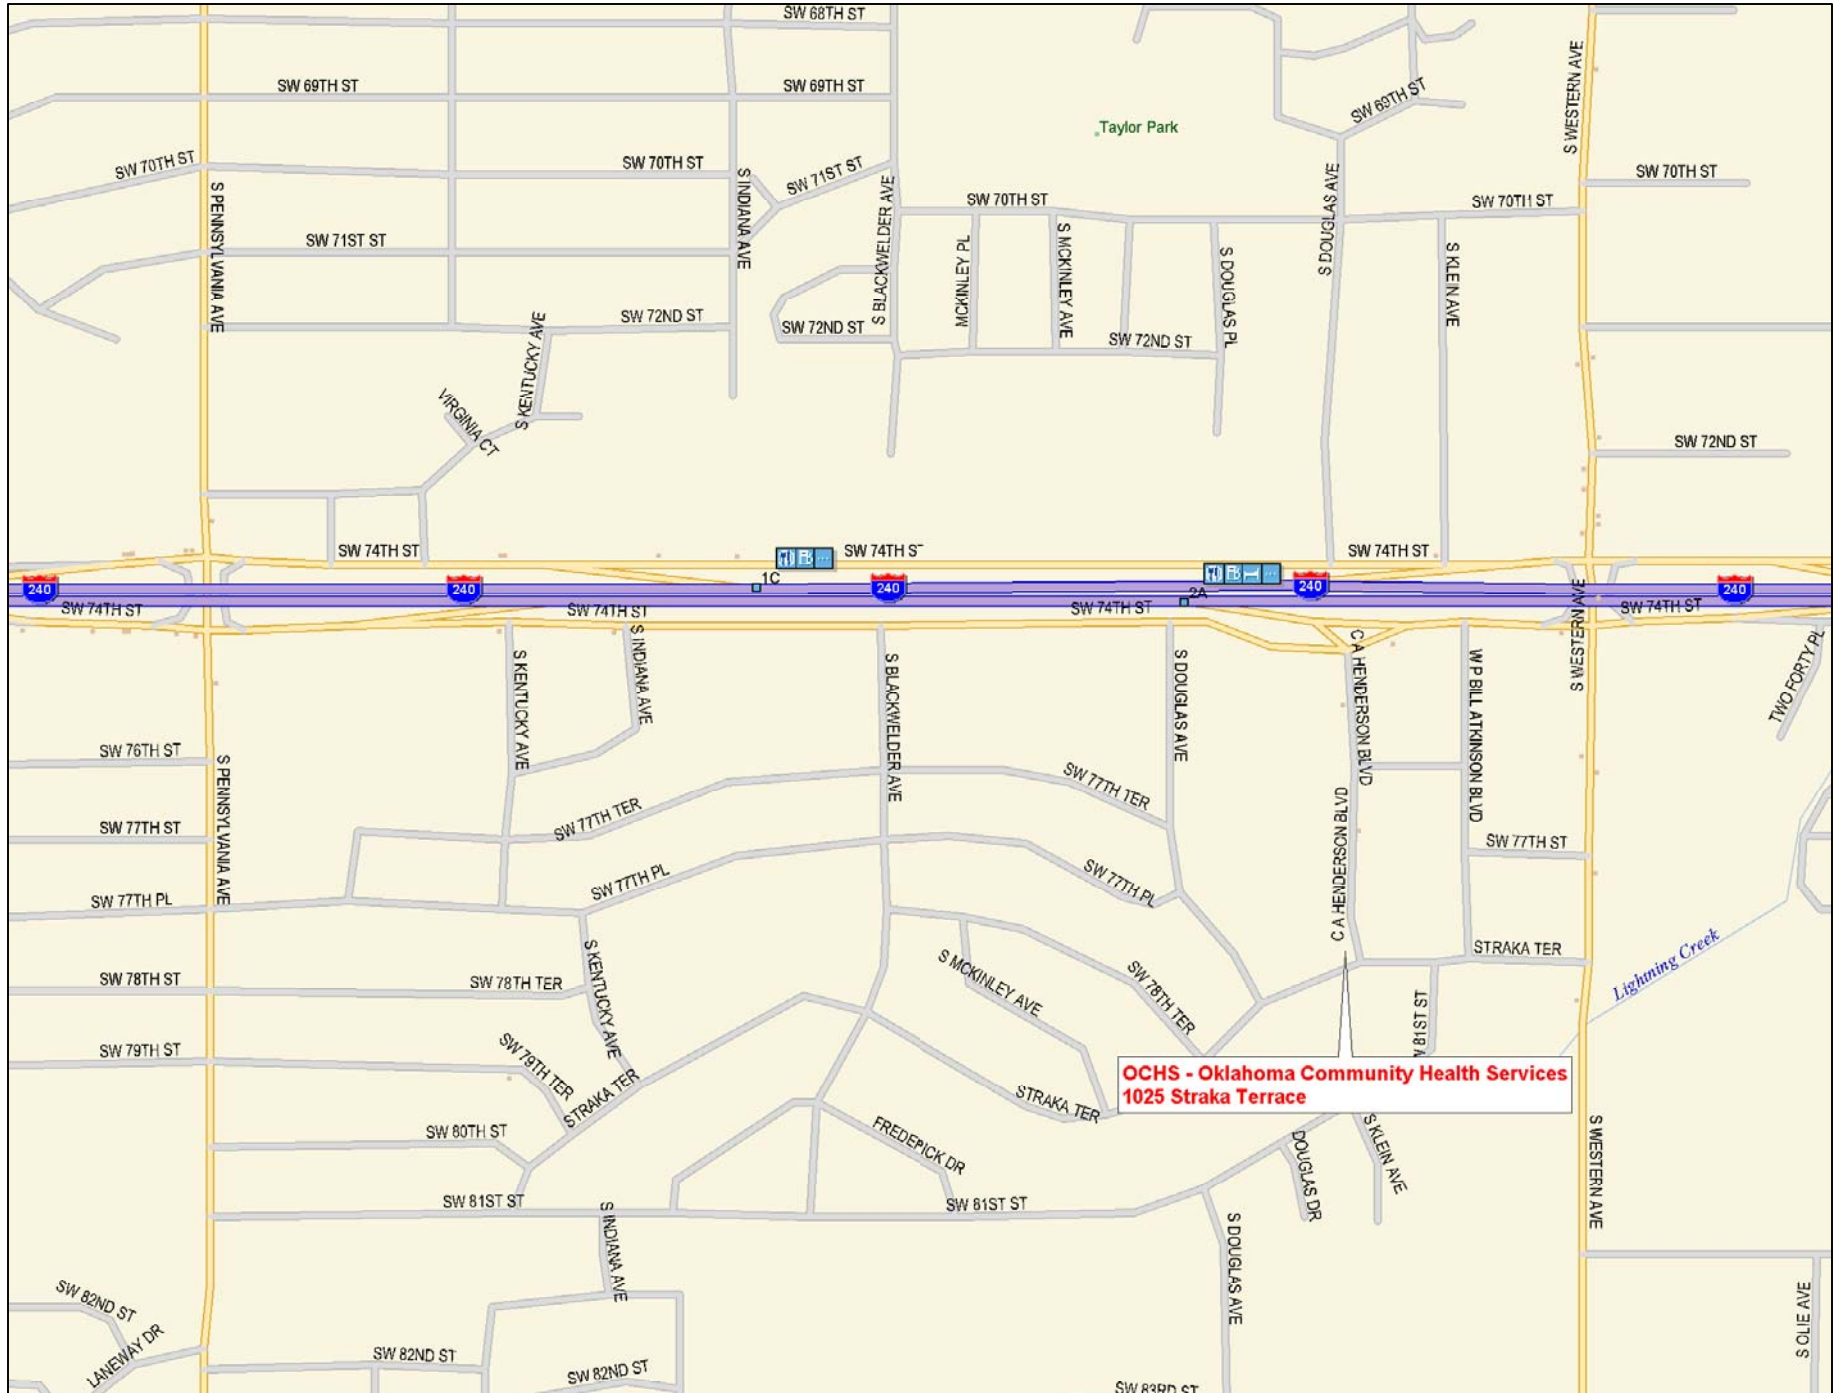 SW 68TH ST
SW 69TH ST
SW 69TH ST
SW 69TH ST
S WESTERN AVE
Taylor Park
SW 70TH ST
SW 70TH ST
SW 71ST ST
SW 70TH ST
SW 70TH ST
SW 70TH ST
S PENNSYLVANIA AVE
S INDIANA AVE
S BLACKWELDER AVE
S DOUGLAS AVE
SW 71ST ST
MCKINLEY PL
S MCKINLEY AVE
S DOUGLAS PL
S KLEIN AVE
SW 72ND ST
SW 72ND ST
SW 72ND ST
S KENTUCKY AVE
VIRGINIA CT
SW 72ND ST
SW 74TH ST
SW 74TH S
SW 74TH ST
1C
2A
240
240
240
240
240
SW 74TH ST
SW 74TH ST
SW 74TH ST
SW 74TH ST
S WESTERN AVE
S KENTUCKY AVE
S INDIANA AVE
S BLACKWELDER AVE
S DOUGLAS AVE
C A HENDERSON BLVD
W P BILL ATKINSON BLVD
TWO FORTY PL
SW 76TH ST
S PENNSYLVANIA AVE
SW 77TH TER
SW 77TH TER
C A HENDERSON BLVD
SW 77TH ST
SW 77TH ST
SW 77TH PL
SW 77TH PL
SW 77TH PL
STRAKA TER
Lightning Creek
SW 78TH ST
SW 78TH TER
S KENTUCKY AVE
S MCKINLEY AVE
SW 78TH TER
W 81ST ST
SW 79TH ST
SW 79TH TER
STRAKA TER
STRAKA TER
OCHS - Oklahoma Community Health Services
1025 Straka Terrace
SW 80TH ST
FREDERICK DR
DOUGLAS DR
S KLEIN AVE
S WESTERN AVE
SW 81ST ST
SW 81ST ST
S INDIANA AVE
S DOUGLAS AVE
SW 82ND ST
LANEWAY DR
SW 82ND ST
SW 82ND ST
SW 83RD ST
S OLIE AVE